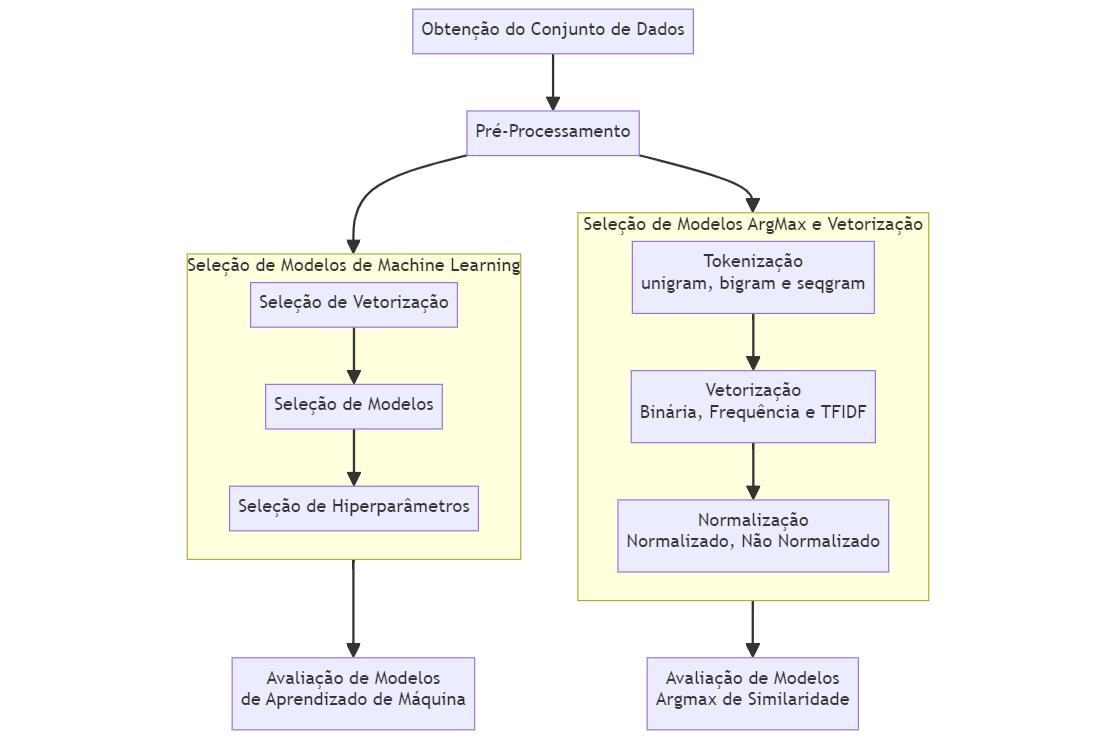 Obtenção do Conjunto de Dados
Pré-Processamento
Seleção de Modelos de Machine Learning
Seleção de Vetorização
Seleção de Modelos
Seleção de Hiperparâmetros
Avaliação de Modelos
de Aprendizado de Máquina
Seleção de Modelos ArgMax e Vetorização
Tokenização
unigram, bigram e seqgram
Vetorização
Binária, Frequência e TFIDF
Normalização
Normalizado, Não Normalizado
Avaliação de Modelos
Argmax de Similaridade